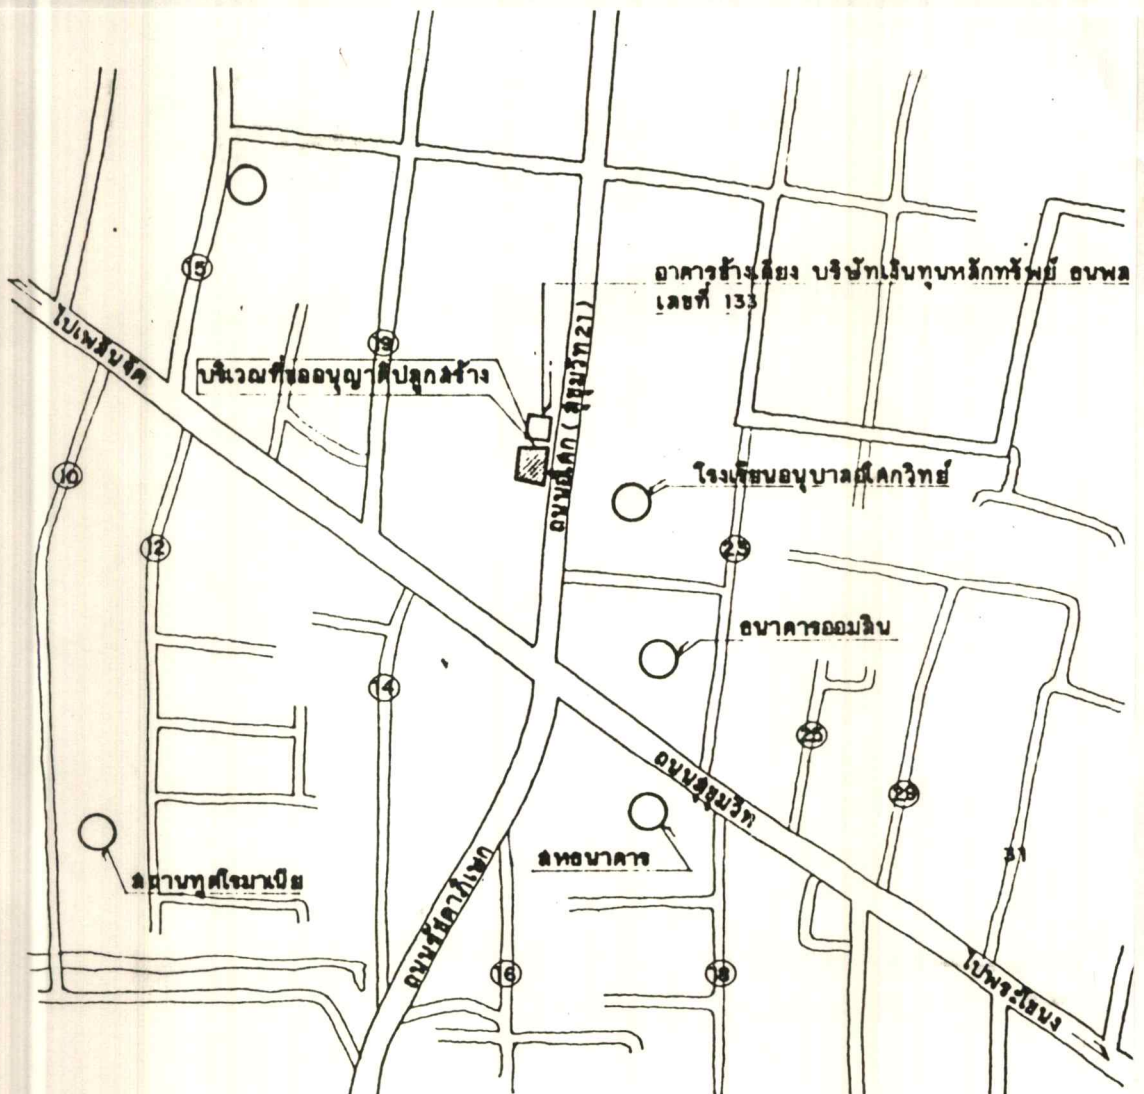 15
อาคารข้างเคียง บริษัทเงินทุนหลักทรัพย์ ธนพล
เลขที่ 133
ไปเพลินจิต
19
บริเวณที่ขออนุญาติปลูกสร้าง
ถนนอโศก (สุขุมวิท21)
10
โรงเรียนอนุบาลอโศกวิทย์
12
23
ธนาคารออมสิน
14
ถนนสุขุมวิท
29
สหธนาคาร
31
สถานทูตโรมาเนีย
ถนนรัชดาภิเษก
16
18
ไปพระโขนง